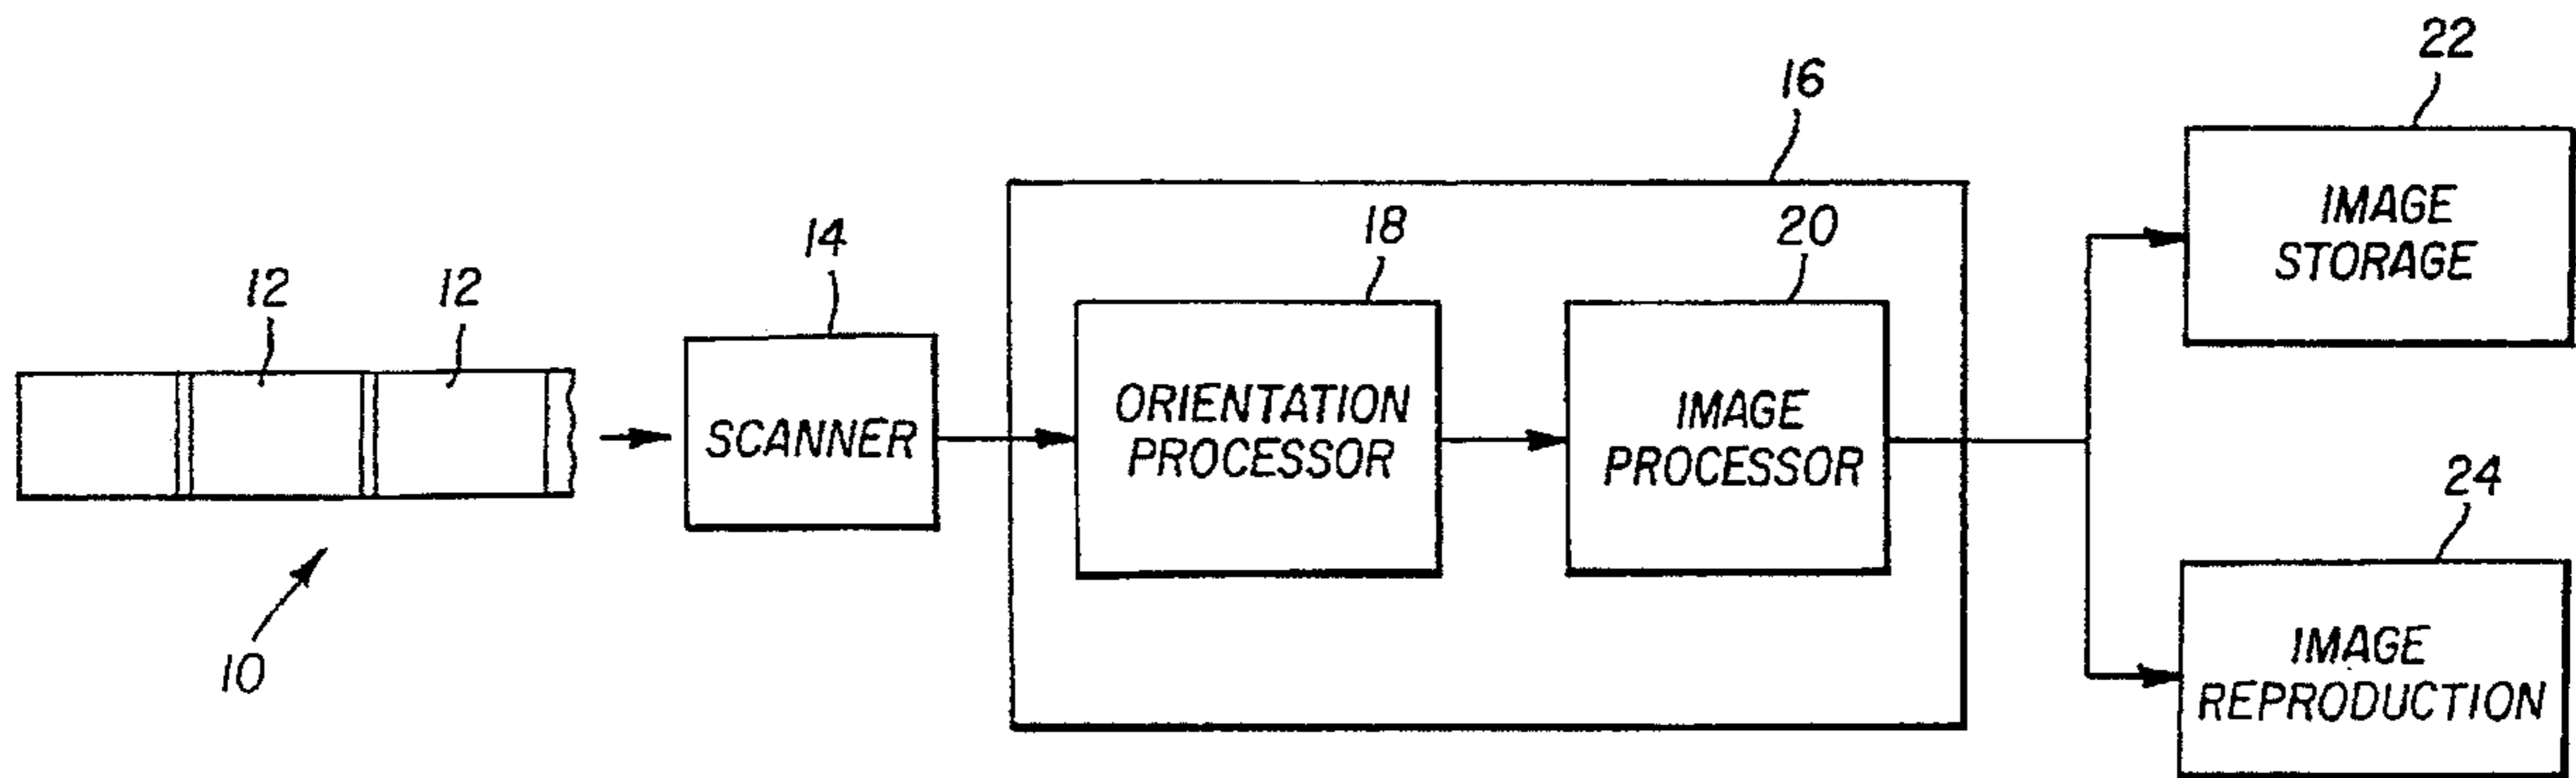 22
16
14
18
20
IMAGE
STORAGE
12
12
ORIENTATION
PROCESSOR
IMAGE
PROCESSOR
SCANNER
24
10
IMAGE
REPRODUCTION